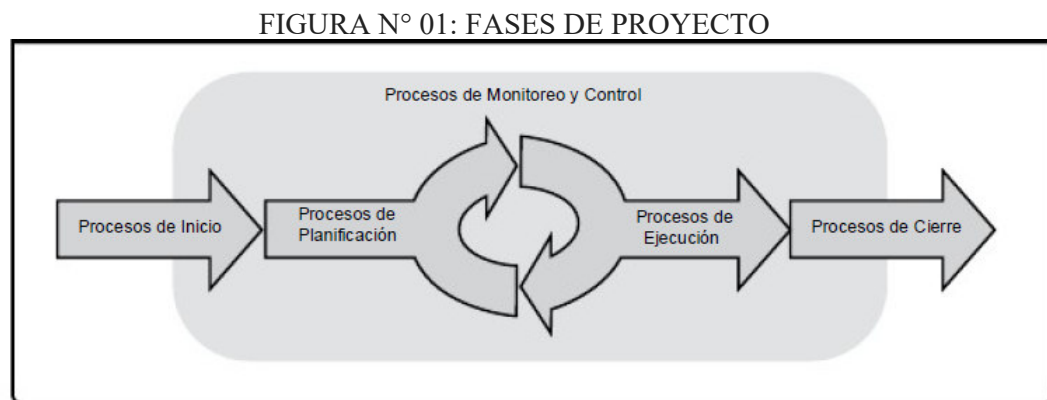 FIGURA N° 01: FASES DE PROYECTO
Procesos de Monitoreo y Control
Procesos de Inicio
Procesos de
Planificación
Procesos de
Ejecución
Procesos de Cierre